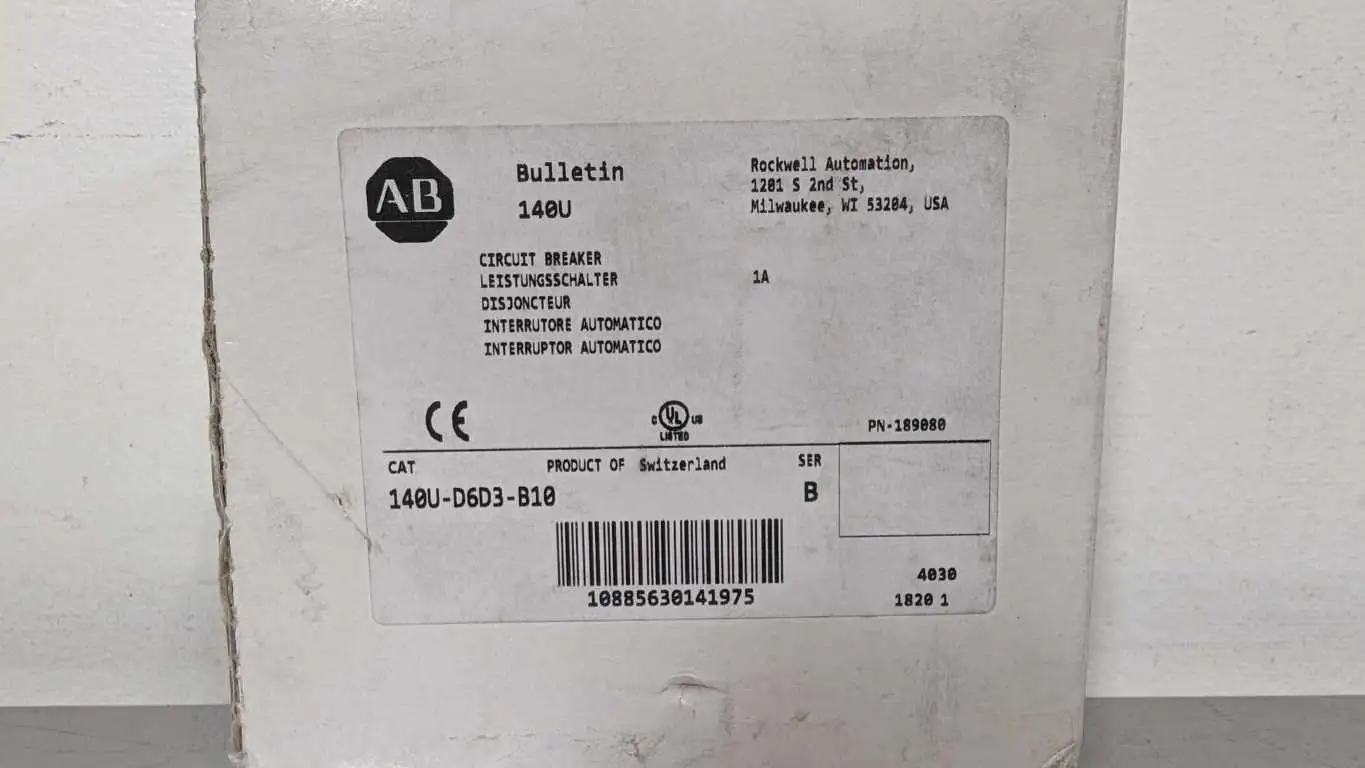 AB
Bulletin
140U
Rockwell Automation,
1201 S 2nd St,
Milwaukee, WI 53204, USA
CIRCUIT BREAKER
LEISTUNGSSCHALTER
1A
DISJONCTEUR
INTERRUTORE AUTOMATICO
INTERRUPTOR AUTOMATICO
CE
C UL US
LISTED
PN-189080
CAT
PRODUCT OF Switzerland
SER
140U-D6D3-B10
B
10885630141975
4030
1820 1